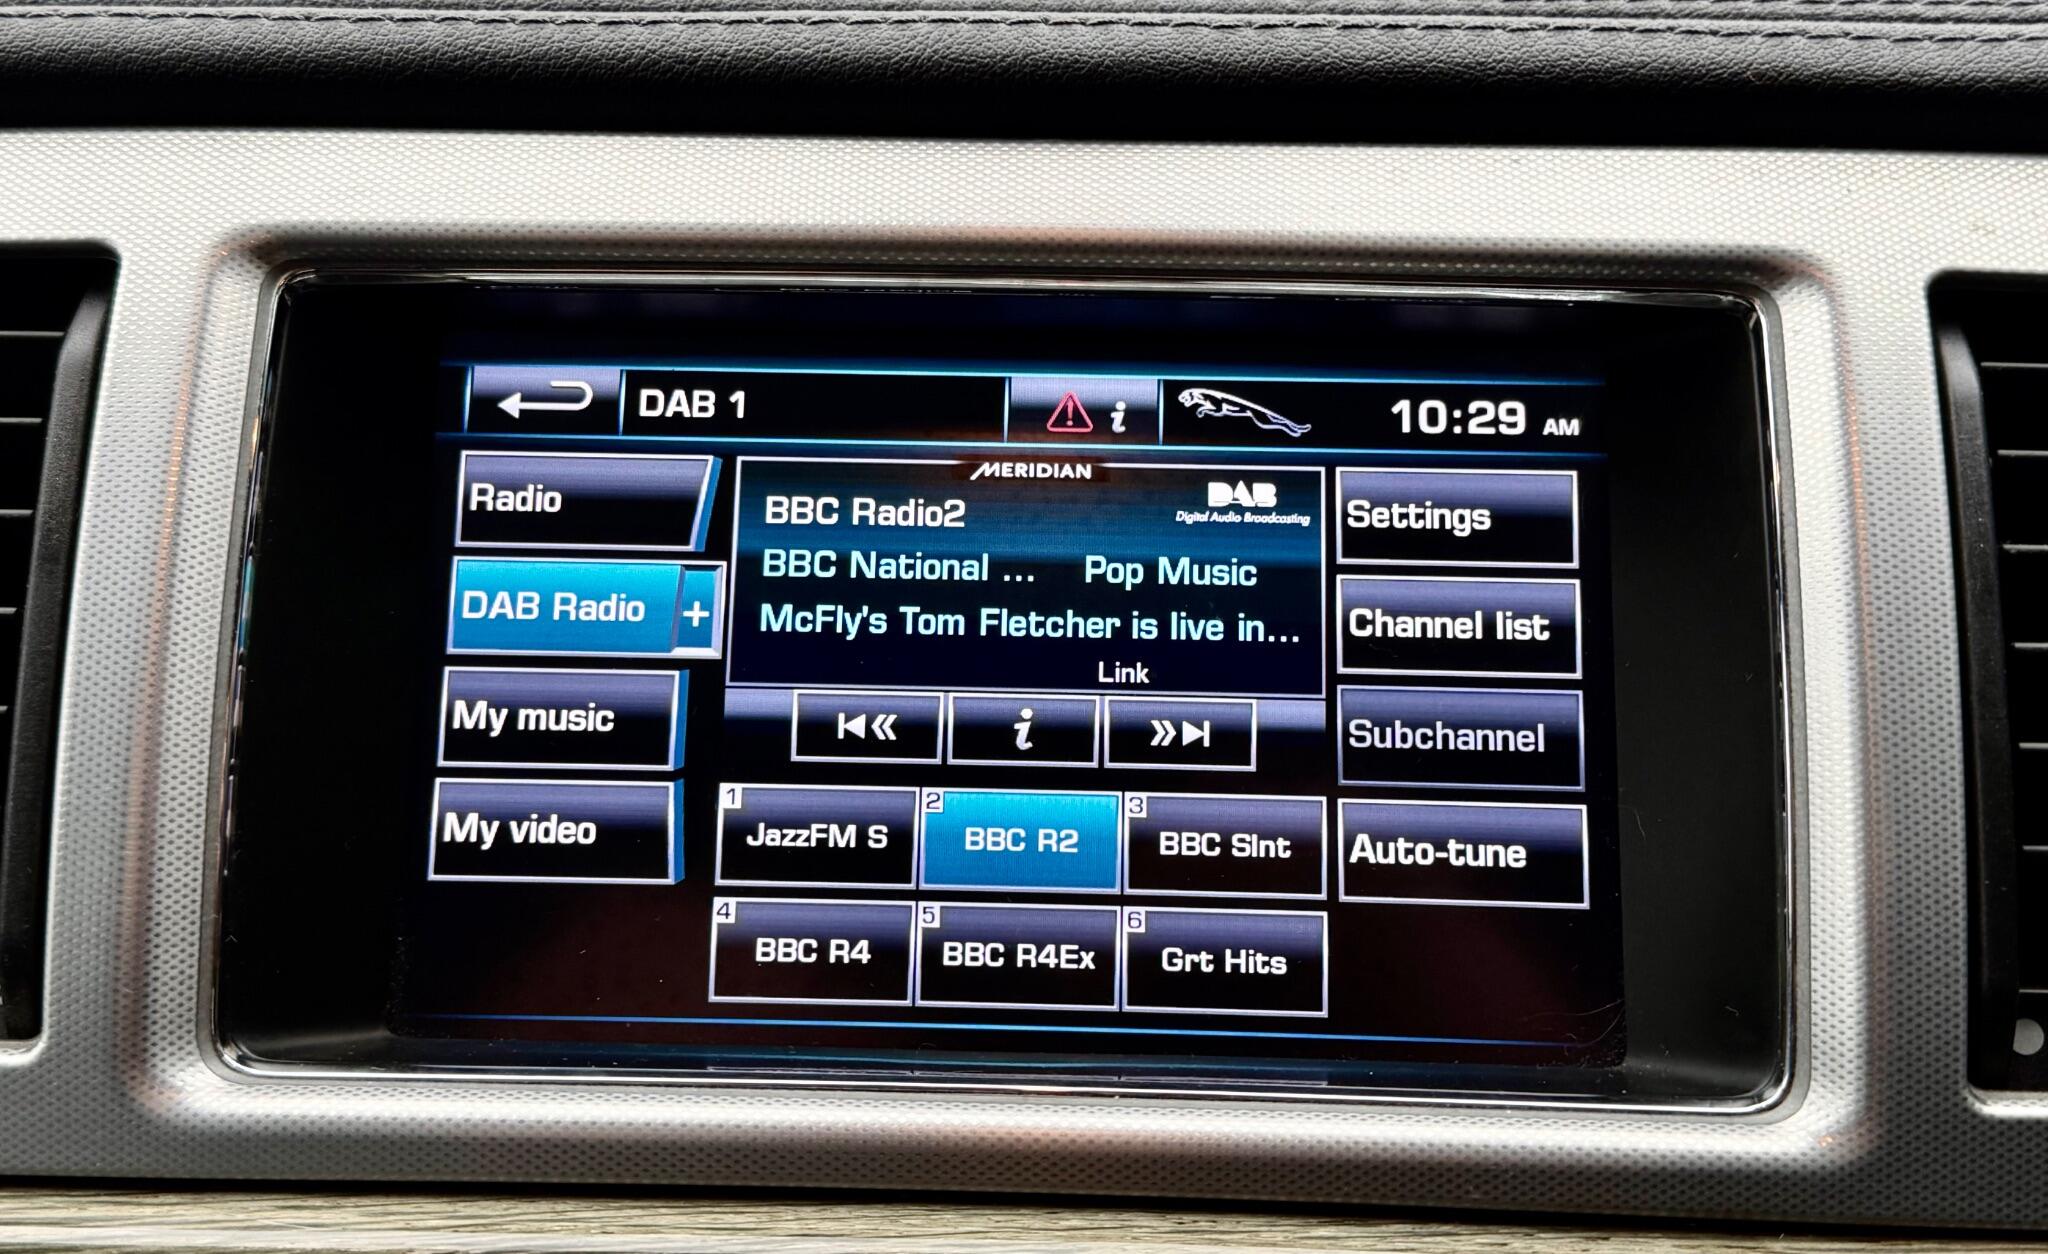 DAB 1
i
10:29 AM
Radio
DAB Radio +
My music
My video
MERIDIAN
BBC Radio2
DAB
Digital Audio Broadcasting
BBC National ... Pop Music
McFly's Tom Fletcher is live in...
Link
i
1 JazzFM S
2 BBC R2
3 BBC SInt
4 BBC R4
5 BBC R4Ex
6 Grt Hits
Settings
Channel list
Subchannel
Auto-tune